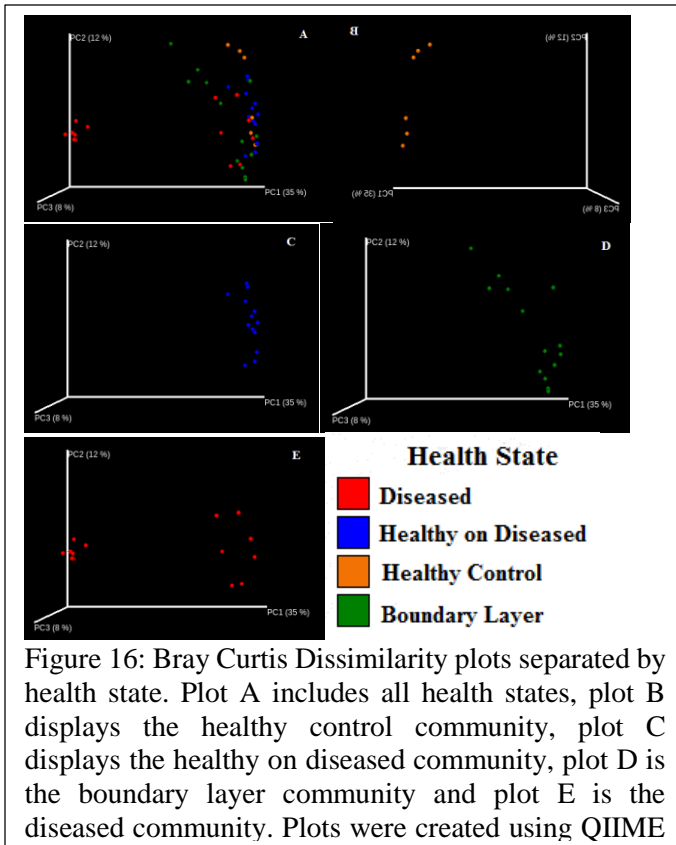 PC2 (12 %)
A
PC1 (35 %)
PC3 (8 %)
B
PC2 (12 %)
PC1 (35 %)
PC3 (8 %)
PC2 (12 %)
C
PC1 (35 %)
PC3 (8 %)
PC2 (12 %)
D
PC1 (35 %)
PC3 (8 %)
PC2 (12 %)
E
PC1 (35 %)
PC3 (8 %)
Health State
Diseased
Healthy on Diseased
Healthy Control
Boundary Layer
Figure 16: Bray Curtis Dissimilarity plots separated by
health state. Plot A includes all health states, plot B
displays the healthy control community, plot C
displays the healthy on diseased community, plot D is
the boundary layer community and plot E is the
diseased community. Plots were created using QIIME